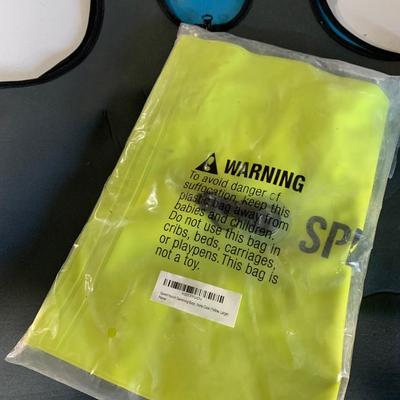 WARNING
To avoid danger of
suffocation, Keep this
plastic bag away from
babies and children.
Do not use this bag in
cribs, beds, carriages,
or playpens. This bag is
not a toy.
SP